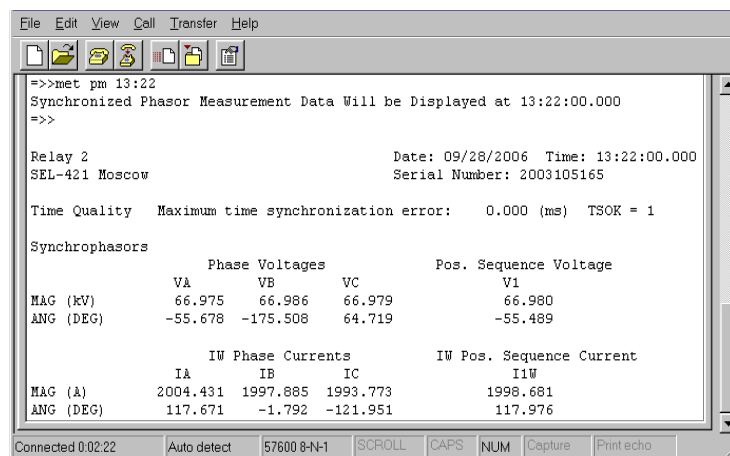 File Edit View Call Transfer Help
=>>met pm 13:22
Synchronized Phasor Measurement Data Will be Displayed at 13:22:00.000
=>>
Relay 2 Date: 09/28/2006 Time: 13:22:00.000
SEL-421 Moscow Serial Number: 2003105165
Time Quality Maximum time synchronization error: 0.000 (ms) TSOK = 1
Synchrophasors
Phase Voltages Pos. Sequence Voltage
VA VB VC V1
MAG (kV) 66.975 66.986 66.979 66.980
ANG (DEG) -55.678 -175.508 64.719 -55.489
IW Phase Currents IW Pos. Sequence Current
IA IB IC I1W
MAG (A) 2004.431 1997.885 1993.773 1998.681
ANG (DEG) 117.671 -1.792 -121.951 117.976
Connected 0:02:22 Auto detect 57600 8-N-1 SCROLL CAPS NUM Capture Print echo